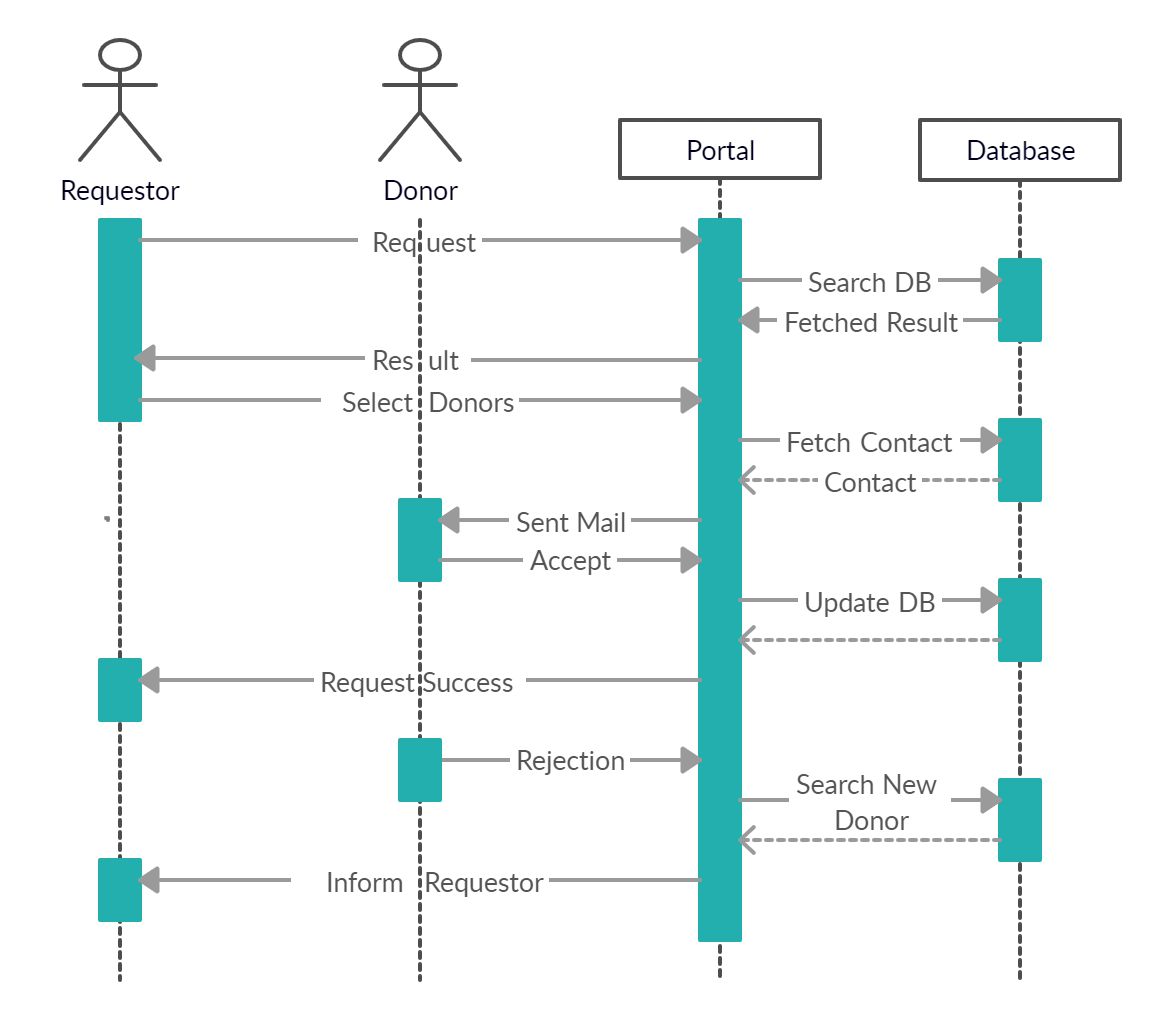 Portal
Database
Requestor
Donor
Request
Search DB
Fetched Result
Result
Select Donors
Fetch Contact
Contact
Sent Mail
Accept
Update DB
Request Success
Rejection
Search New
Donor
Inform Requestor